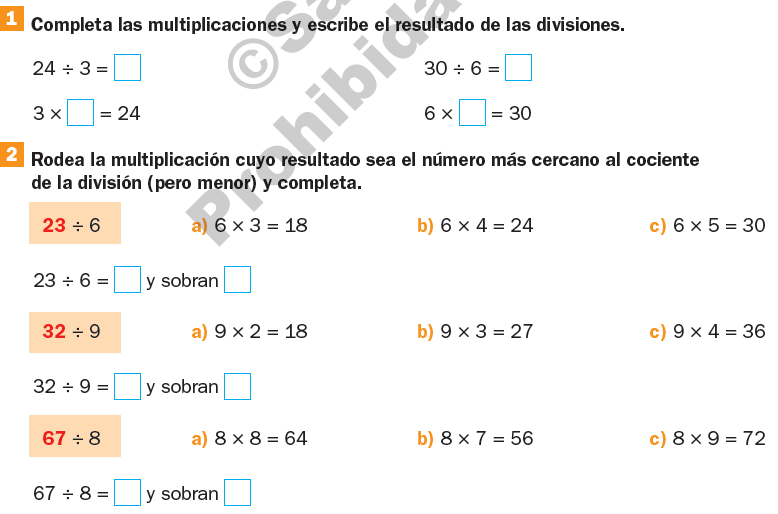 1 Completa las multiplicaciones y escribe el resultado de las divisiones.
24 ÷ 3 = 30 ÷ 6 =
3 × = 24 6 × = 30
2 Rodea la multiplicación cuyo resultado sea el número más cercano al cociente
de la división (pero menor) y completa.
23 ÷ 6 a) 6 × 3 = 18 b) 6 × 4 = 24 c) 6 × 5 = 30
23 ÷ 6 = y sobran
32 ÷ 9 a) 9 × 2 = 18 b) 9 × 3 = 27 c) 9 × 4 = 36
32 ÷ 9 = y sobran
67 ÷ 8 a) 8 × 8 = 64 b) 8 × 7 = 56 c) 8 × 9 = 72
67 ÷ 8 = y sobran
©Sa
Prohibida